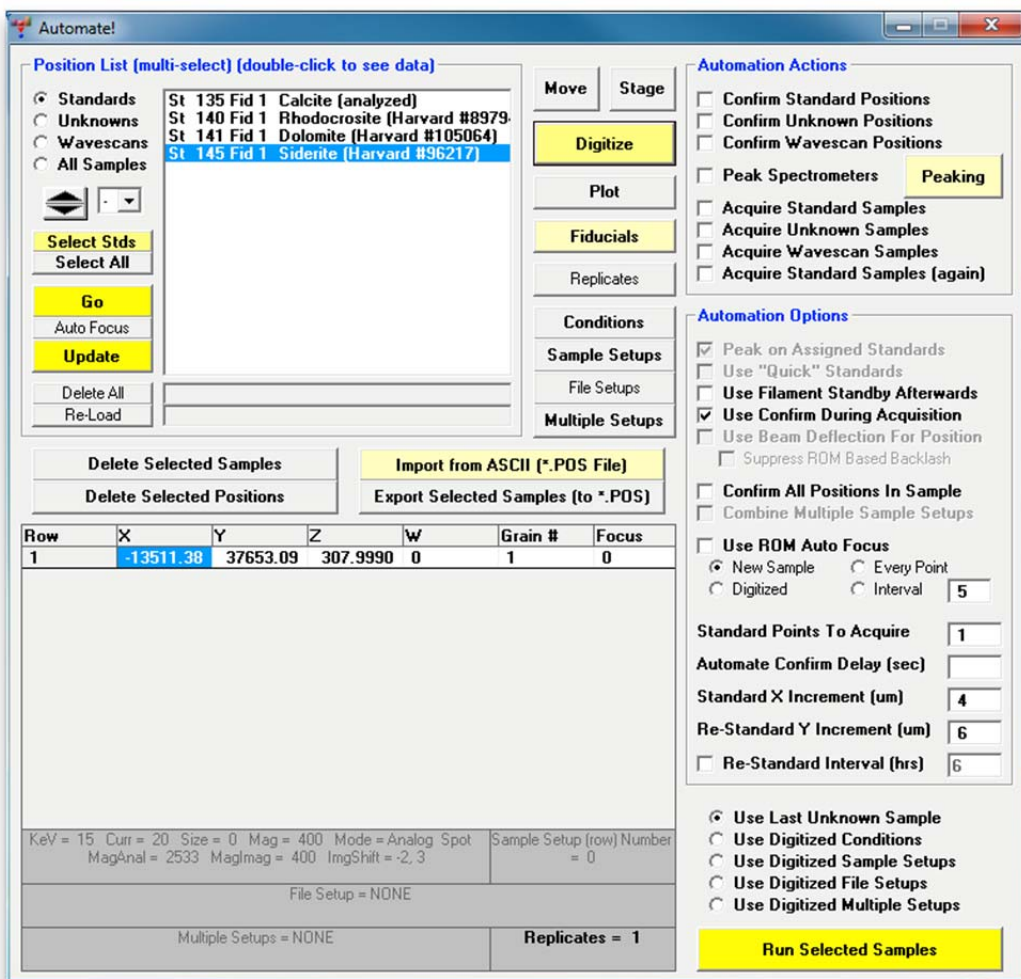 Automate!
Position List (multi-select) (double-click to see data)
Standards
Unknowns
Wavescans
All Samples
St 135 Fid 1 Calcite (analyzed)
St 140 Fid 1 Rhodocrosite (Harvard #8979-
St 141 Fid 1 Dolomite (Harvard #105064)
St 145 Fid 1 Siderite (Harvard #96217)
-
Select Stds
Select All
Go
Auto Focus
Update
Delete All
Re-Load
Move
Stage
Digitize
Plot
Fiducials
Replicates
Conditions
Sample Setups
File Setups
Multiple Setups
Delete Selected Samples
Import from ASCII (*.POS File)
Delete Selected Positions
Export Selected Samples (to *.POS)
Row X Y Z W Grain # Focus
1 -13511.38 37653.09 307.9990 0 1 0
KeV = 15 Curr = 20 Size = 0 Mag = 400 Mode = Analog Spot
MagAnal = 2533 MagImag = 400 ImgShift = -2, 3
Sample Setup (row) Number
= 0
File Setup = NONE
Multiple Setups = NONE
Replicates = 1
Automation Actions
Confirm Standard Positions
Confirm Unknown Positions
Confirm Wavescan Positions
Peak Spectrometers
Peaking
Acquire Standard Samples
Acquire Unknown Samples
Acquire Wavescan Samples
Acquire Standard Samples (again)
Automation Options
Peak on Assigned Standards
Use "Quick" Standards
Use Filament Standby Afterwards
Use Confirm During Acquisition
Use Beam Deflection For Position
Suppress ROM Based Backlash
Confirm All Positions In Sample
Combine Multiple Sample Setups
Use ROM Auto Focus
New Sample Every Point
Digitized Interval 5
Standard Points To Acquire 1
Automate Confirm Delay (sec)
Standard X Increment (um) 4
Re-Standard Y Increment (um) 6
Re-Standard Interval (hrs) 6
Use Last Unknown Sample
Use Digitized Conditions
Use Digitized Sample Setups
Use Digitized File Setups
Use Digitized Multiple Setups
Run Selected Samples